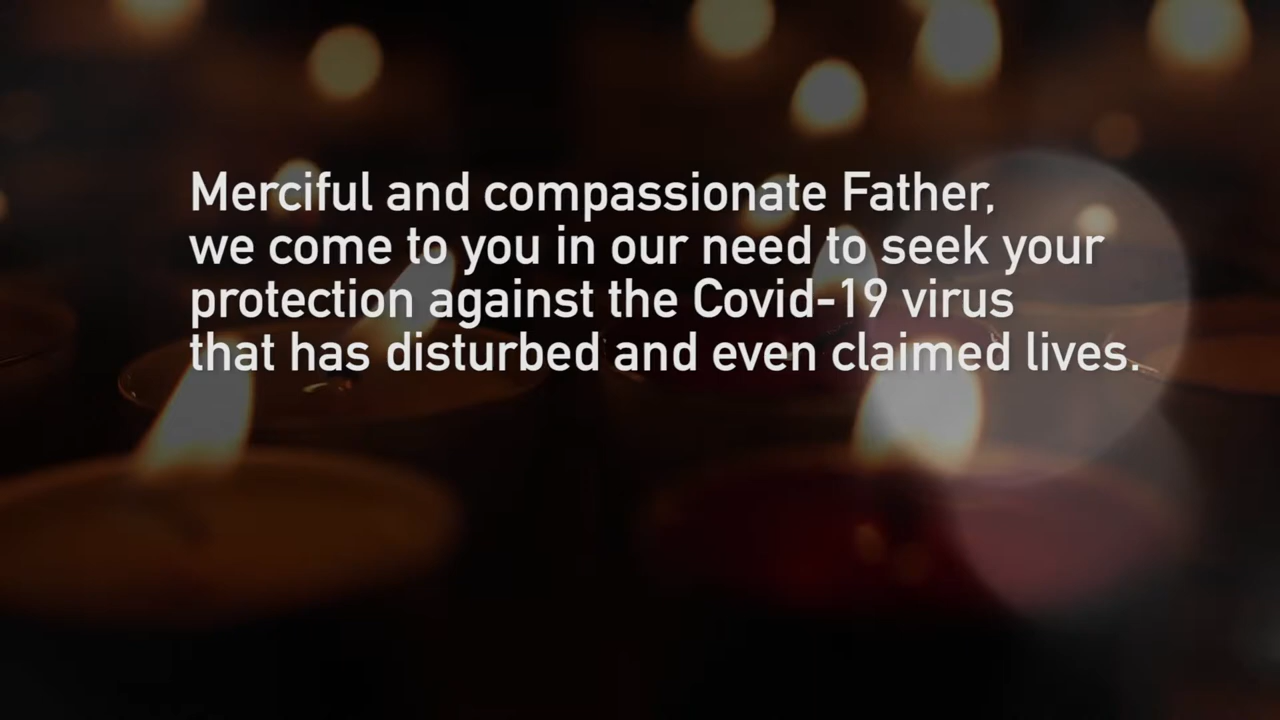 Merciful and compassionate Father,
we come to you in our need to seek your
protection against the Covid-19 virus
that has disturbed and even claimed lives.